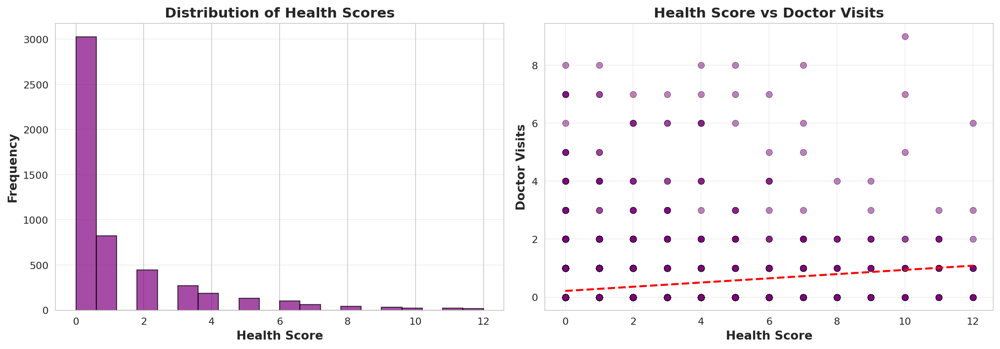 Distribution of Health Scores
Frequency
3000
2500
2000
1500
1000
500
0
0 2 4 6 8 10 12
Health Score
Health Score vs Doctor Visits
Doctor Visits
8
6
4
2
0
0 2 4 6 8 10 12
Health Score